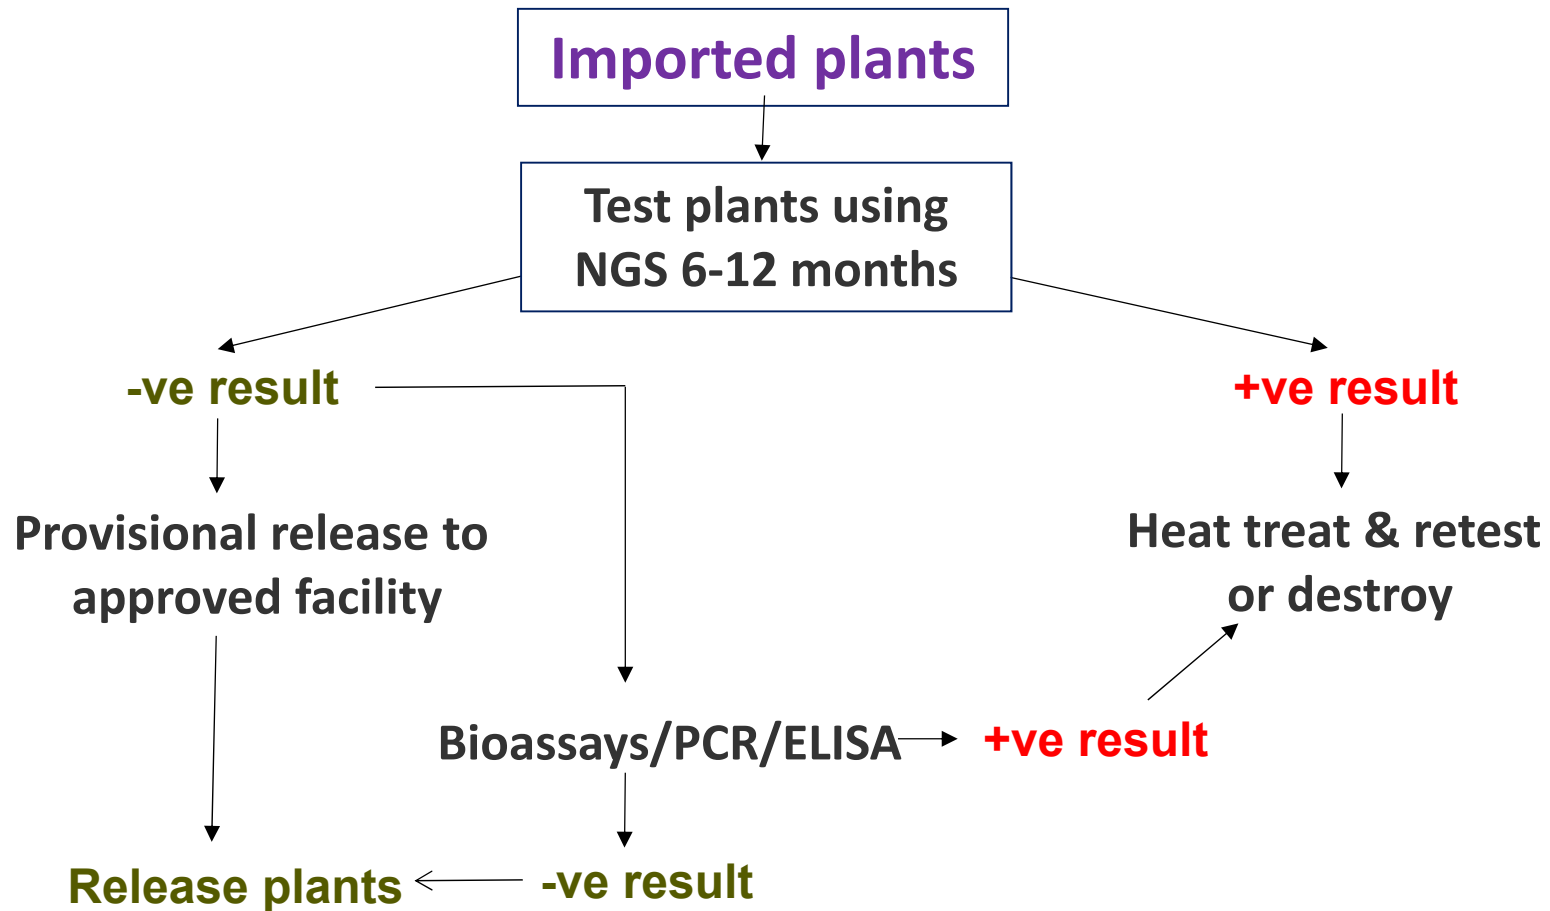 Imported plants
Test plants using
NGS 6-12 months
-ve result
+ve result
Provisional release to
approved facility
Heat treat & retest
or destroy
Bioassays/PCR/ELISA
+ve result
Release plants
-ve result